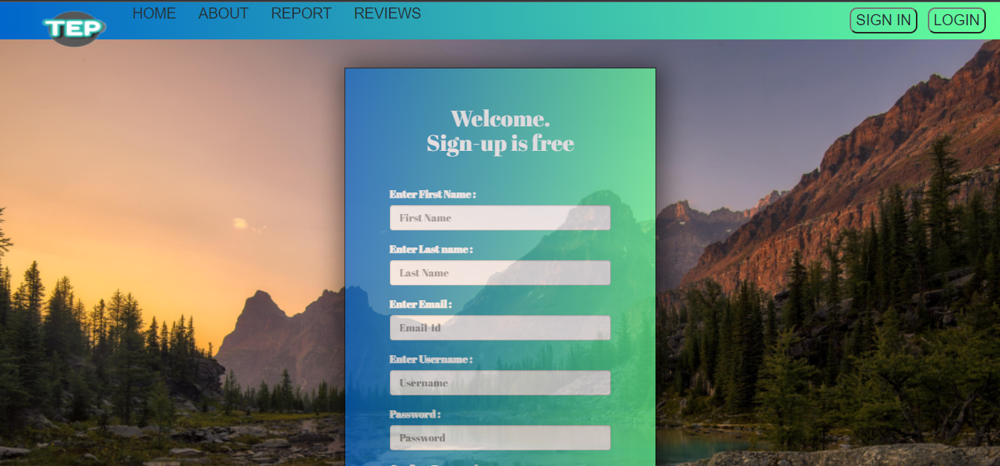 TEP
HOME ABOUT REPORT REVIEWS
SIGN IN LOGIN
Welcome.
Sign-up is free
Enter First Name :
First Name
Enter Last name :
Last Name
Enter Email :
Email-id
Enter Username :
Username
Password :
Password